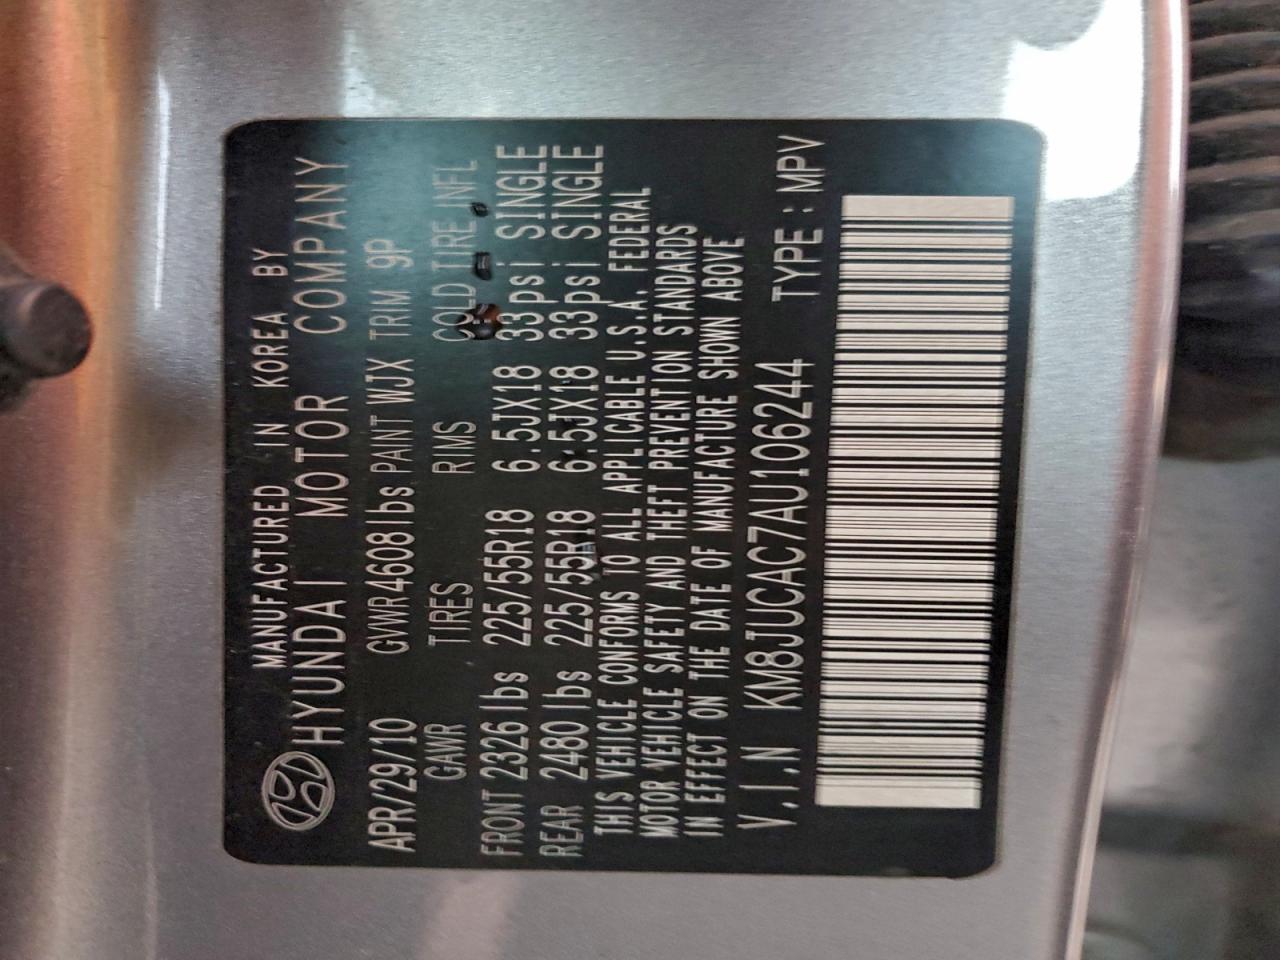 MANUFACTURED IN KOREA BY
HYUNDAI MOTOR COMPANY
APR/29/10 GVWR4608lbs PAINT WJX TRIM 9P
GAWR TIRES RIMS COLD TIRE INFL
FRONT 2326 lbs 225/55R18 6.5JX18 33psi SINGLE
REAR 2480 lbs 225/55R18 6.5JX18 33psi SINGLE
THIS VEHICLE CONFORMS TO ALL APPLICABLE U.S.A. FEDERAL
MOTOR VEHICLE SAFETY AND THEFT PREVENTION STANDARDS
IN EFFECT ON THE DATE OF MANUFACTURE SHOWN ABOVE
V.I.N KM8JUCAC7AU106244 TYPE : MPV